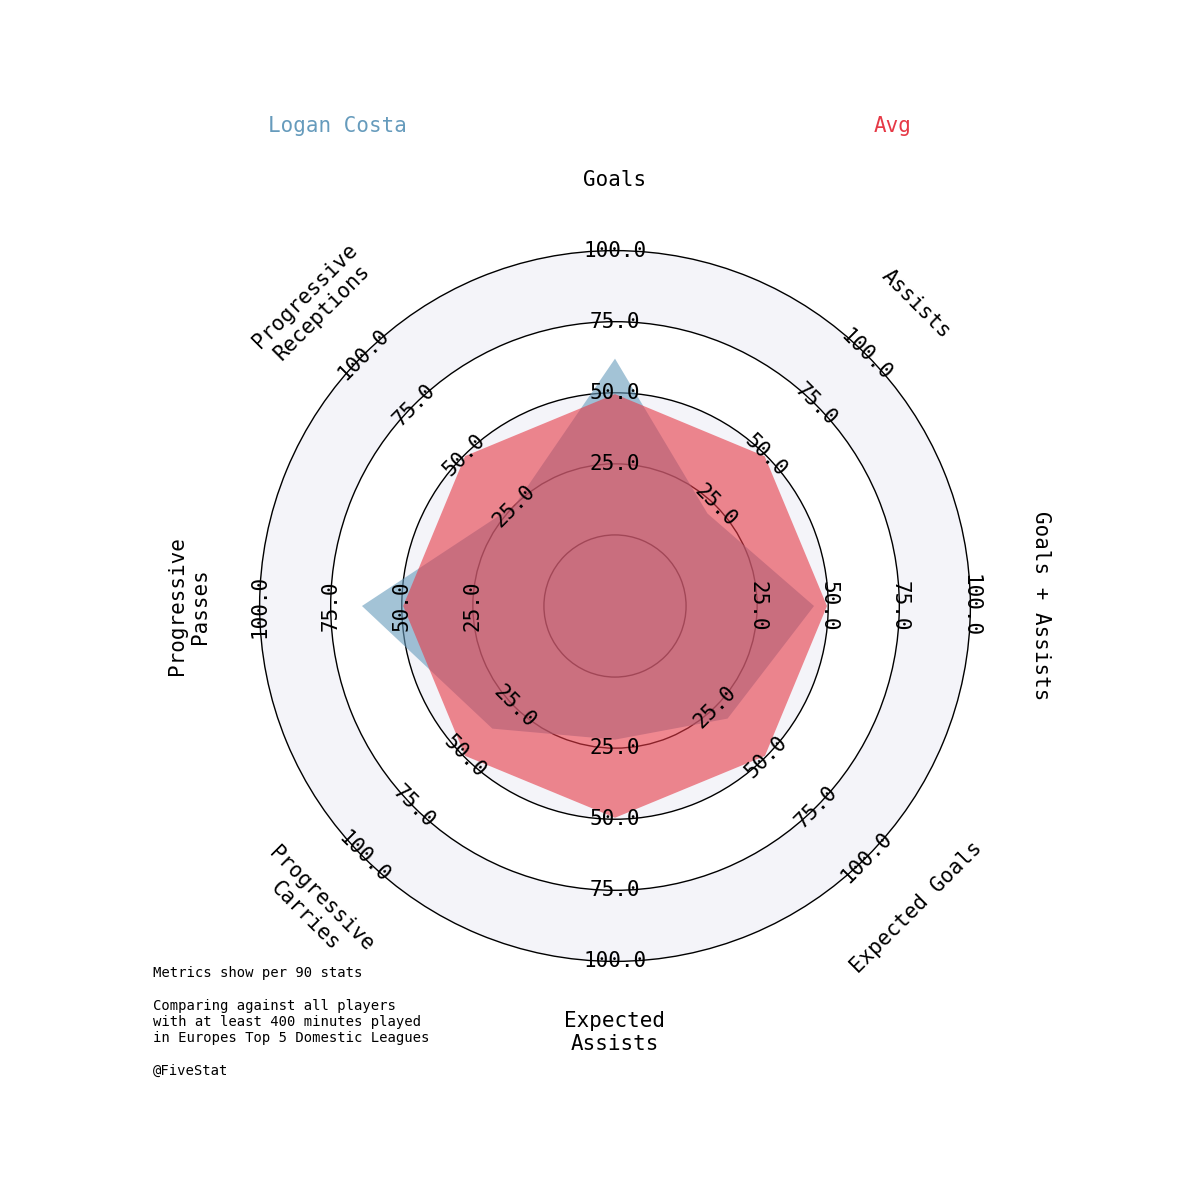 Logan Costa
Avg
Goals
Progressive
Receptions
Assists
100.0
75.0
50.0
25.0
100.0
75.0
50.0
25.0
100.0
75.0
50.0
25.0
Progressive
Passes
100.0
75.0
50.0
25.0
25.0
50.0
75.0
100.0
Goals + Assists
25.0
50.0
75.0
100.0
25.0
50.0
75.0
100.0
25.0
50.0
75.0
100.0
Progressive
Carries
Expected Goals
Expected
Assists
Metrics show per 90 stats
Comparing against all players
with at least 400 minutes played
in Europes Top 5 Domestic Leagues
@FiveStat